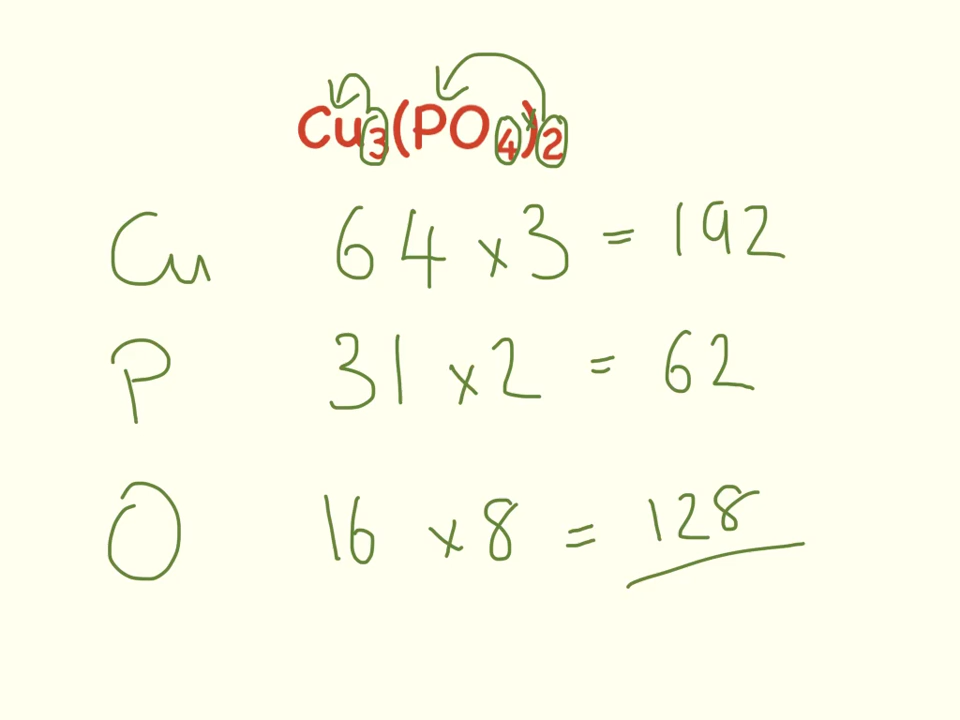 Cu₃(PO₄)₂
Cu 64 x 3 = 192
P 31 x 2 = 62
O 16 x 8 = 128